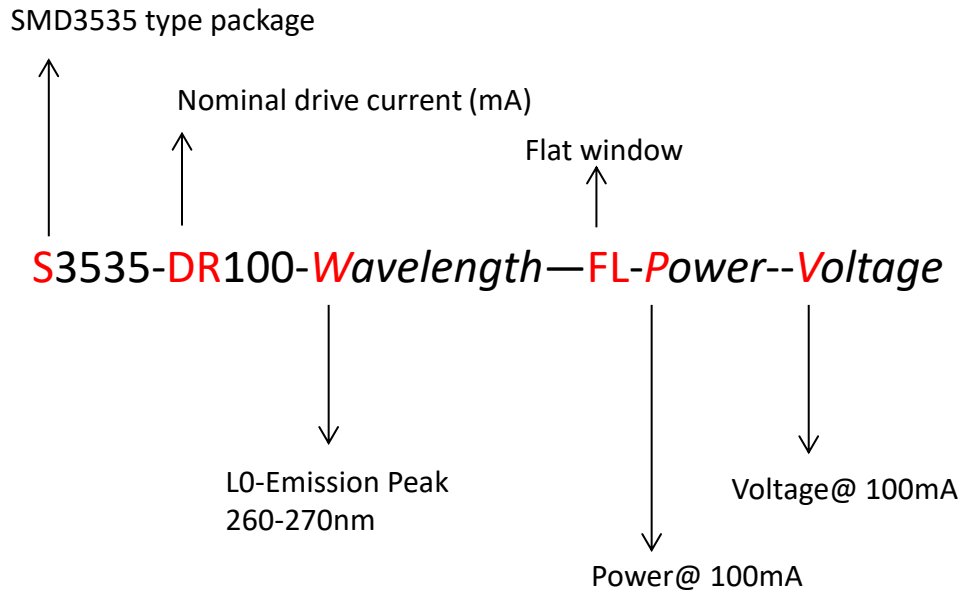 SMD3535 type package
Nominal drive current (mA)
Flat window
S3535-DR100-Wavelength—FL-Power--Voltage
L0-Emission Peak
260-270nm
Voltage@ 100mA
Power@ 100mA